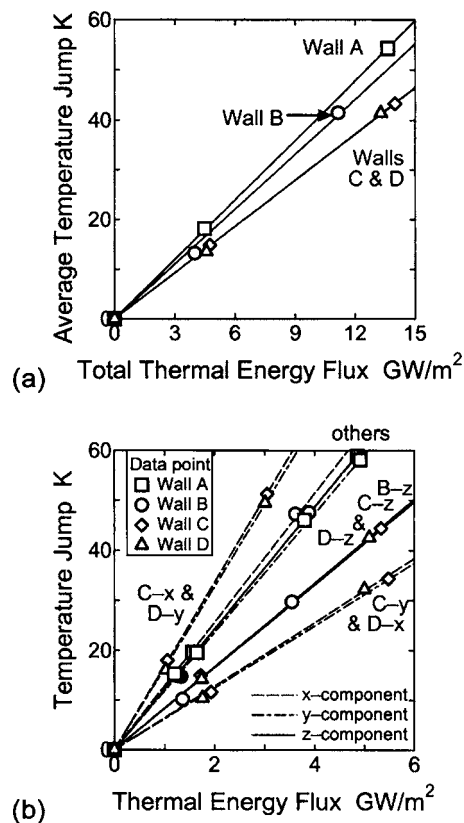 60
40
20
0
Average Temperature Jump K
Wall A
Wall B
Walls
C & D
0 3 6 9 12 15
(a) Total Thermal Energy Flux GW/m²
others
60
40
20
0
Temperature Jump K
Data point
Wall A
Wall B
Wall C
Wall D
B–z
C–z
&
D–z
C–x &
D–y
C–y
& D–x
x–component
y–component
z–component
0 2 4 6
(b) Thermal Energy Flux GW/m²